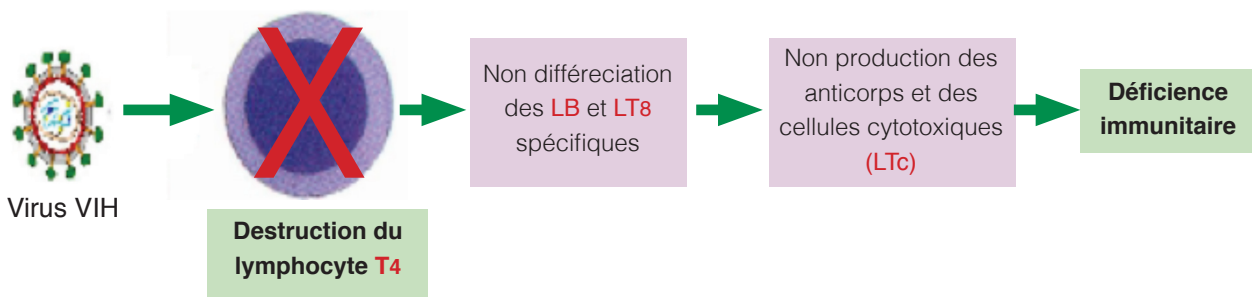 Virus VIH
Destruction du
lymphocyte T4
Non différeciation
des LB et LT8
spécifiques
Non production des
anticorps et des
cellules cytotoxiques
(LTc)
Déficience
immunitaire